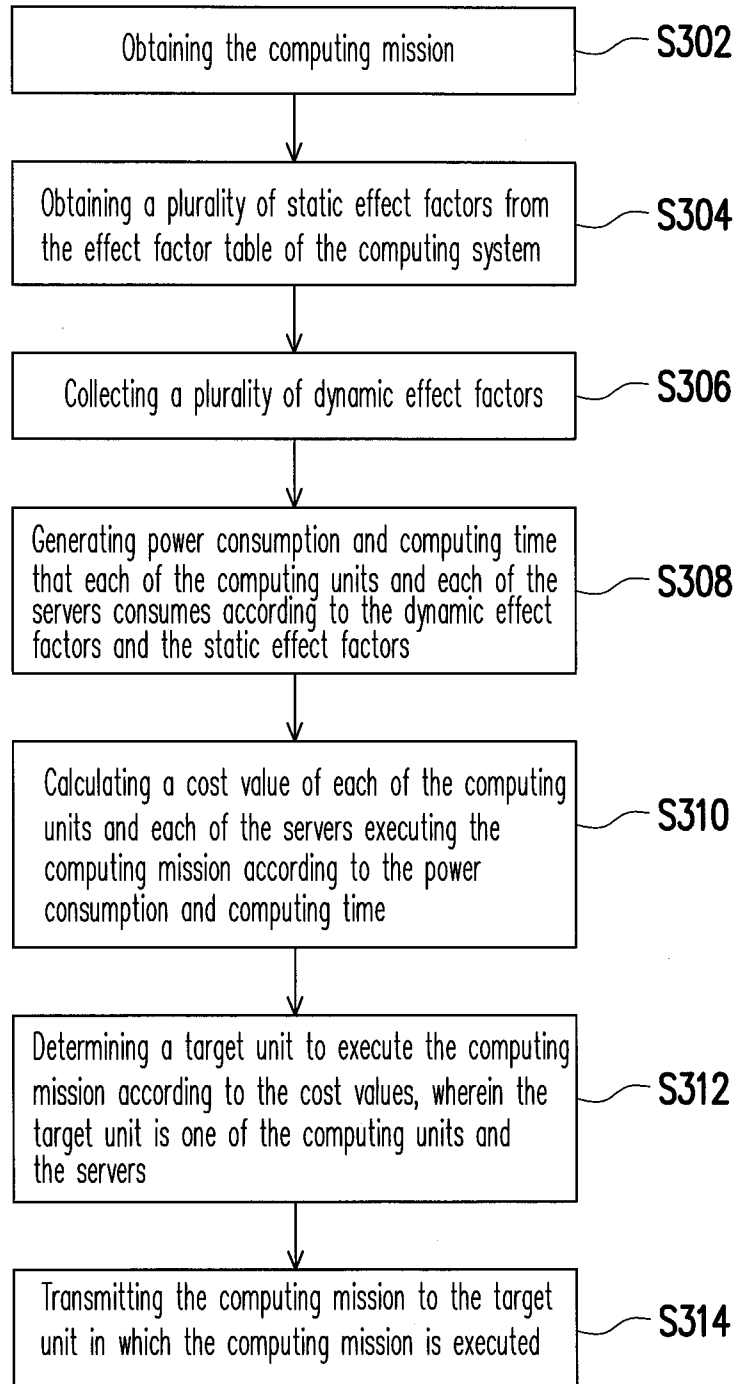 Obtaining the computing mission
S302
Obtaining a plurality of static effect factors from
the effect factor table of the computing system
S304
Collecting a plurality of dynamic effect factors
S306
Generating power consumption and computing time
that each of the computing units and each of the
servers consumes according to the dynamic effect
factors and the static effect factors
S308
Calculating a cost value of each of the computing
units and each of the servers executing the
computing mission according to the power
consumption and computing time
S310
Determining a target unit to execute the computing
mission according to the cost values, wherein the
target unit is one of the computing units and
the servers
S312
Transmitting the computing mission to the target
unit in which the computing mission is executed
S314